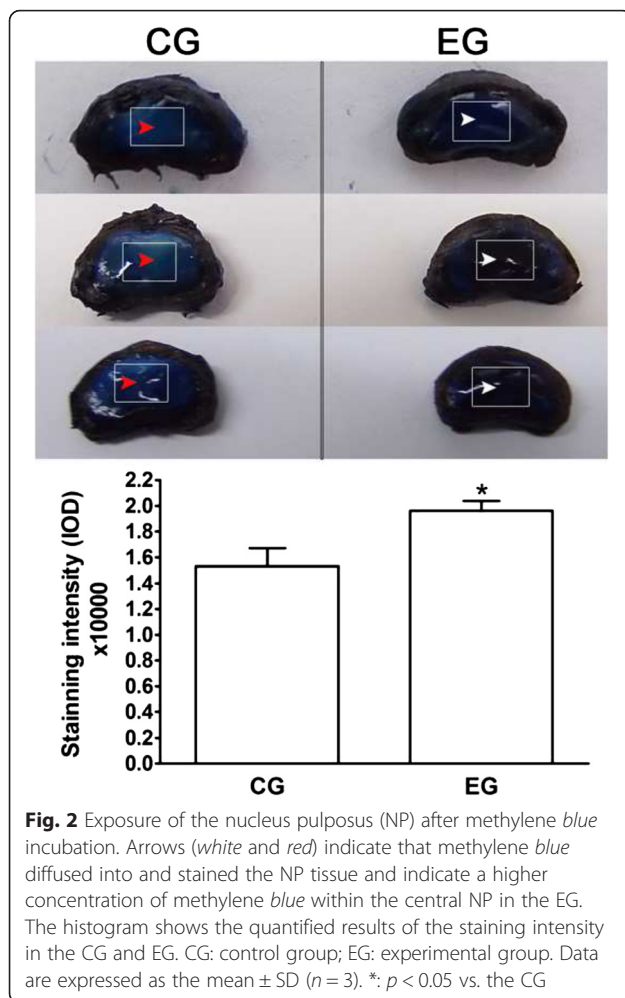 CG EG
2.2
2.0
1.8
1.6
1.4
1.2
1.0
0.8
0.6
0.4
0.2
0.0
Stainning intensity (IOD)
x10000
*
CG EG
Fig. 2 Exposure of the nucleus pulposus (NP) after methylene blue
incubation. Arrows (white and red) indicate that methylene blue
diffused into and stained the NP tissue and indicate a higher
concentration of methylene blue within the central NP in the EG.
The histogram shows the quantified results of the staining intensity
in the CG and EG. CG: control group; EG: experimental group. Data
are expressed as the mean ± SD (n = 3). *: p < 0.05 vs. the CG